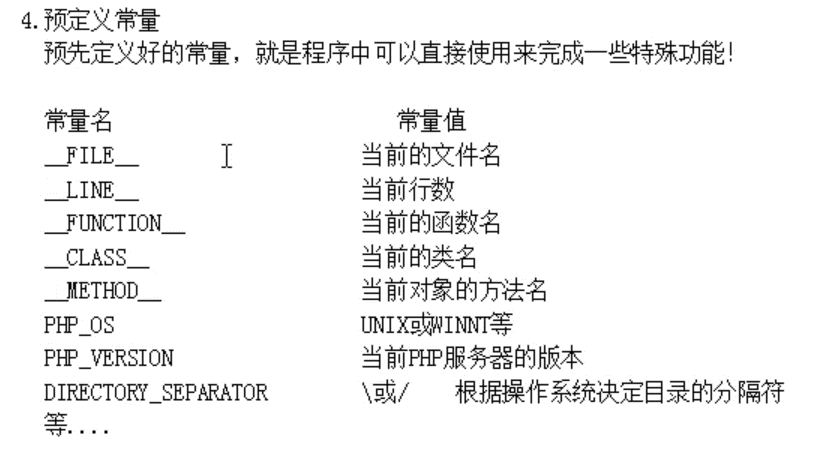 4.预定义常量
预先定义好的常量，就是程序中可以直接使用来完成一些特殊功能！
常量名 常量值
__FILE__ 当前的文件名
__LINE__ 当前行数
__FUNCTION__ 当前的函数名
__CLASS__ 当前的类名
__METHOD__ 当前对象的方法名
PHP_OS UNIX或WINNT等
PHP_VERSION 当前PHP服务器的版本
DIRECTORY_SEPARATOR \或/ 根据操作系统决定目录的分隔符
等....